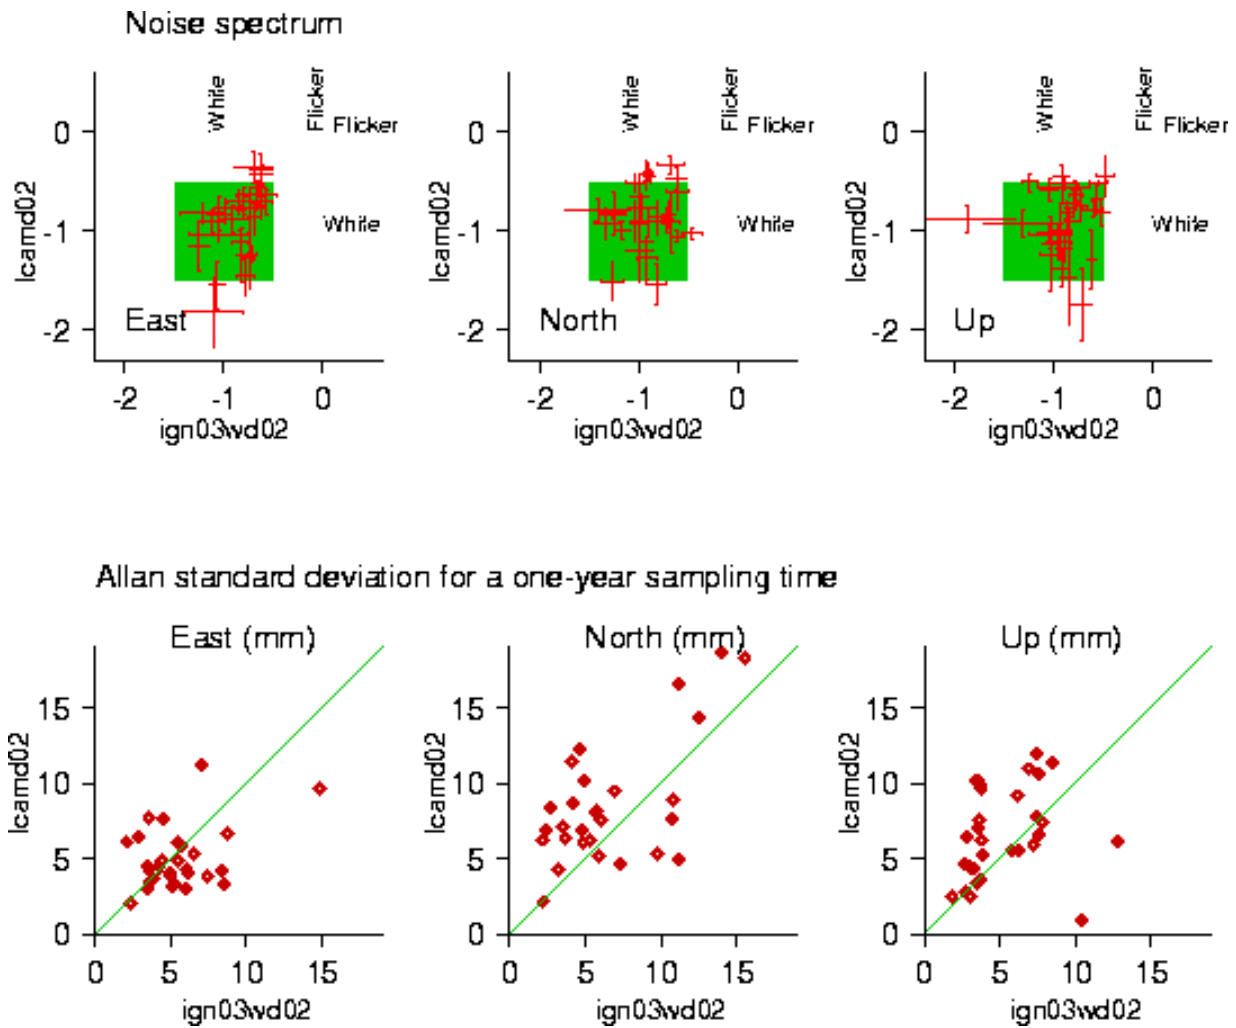 Noise spectrum
White
Flicker
Flicker
White
0
-1
-2
lcamd02
East
-2 -1 0
ign03wd02
White
Flicker
Flicker
White
0
-1
-2
lcamd02
North
-2 -1 0
ign03wd02
White
Flicker
Flicker
White
0
-1
-2
lcamd02
Up
-2 -1 0
ign03wd02
Allan standard deviation for a one-year sampling time
East (mm)
15
10
5
0
lcamd02
0 5 10 15
ign03wd02
North (mm)
15
10
5
0
lcamd02
0 5 10 15
ign03wd02
Up (mm)
15
10
5
0
lcamd02
0 5 10 15
ign03wd02